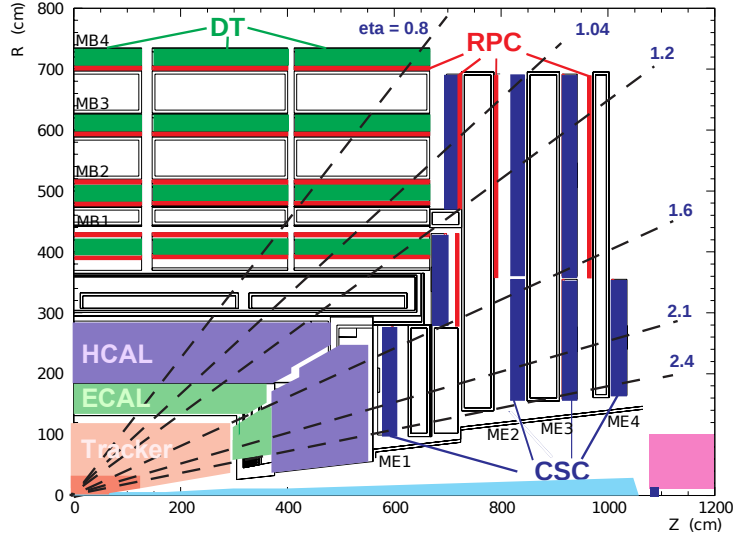 R (cm)
800
DT
eta = 0.8
1.04
MB4
RPC
1.2
700
MB3
600
MB2
500
MB1
1.6
400
300
2.1
HCAL
2.4
200
ECAL
100
Tracker
ME1
ME2
ME3
ME4
CSC
0
0
200
400
600
800
1000
1200
Z (cm)